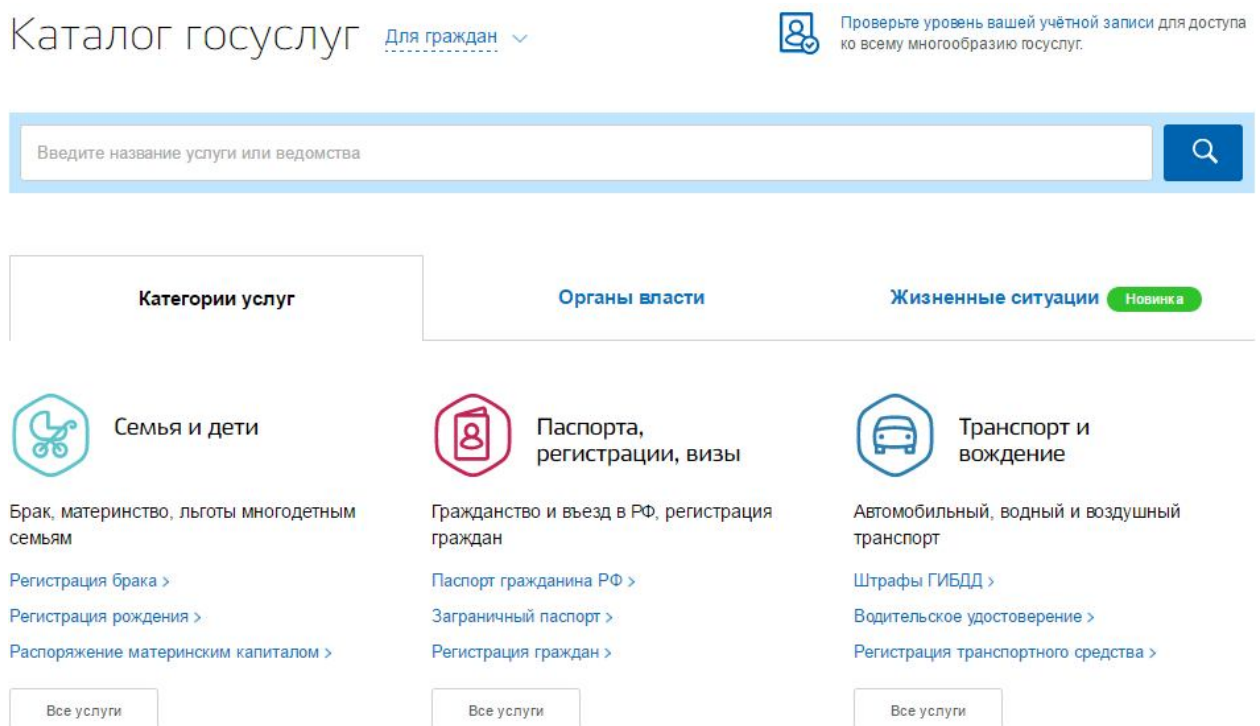 Каталог госуслуг Для граждан
Проверьте уровень вашей учётной записи для доступа
ко всему многообразию госуслуг.
Введите название услуги или ведомства
Категории услуг
Органы власти
Жизненные ситуации Новинка
Семья и дети
Брак, материнство, льготы многодетным
семьям
Регистрация брака >
Регистрация рождения >
Распоряжение материнским капиталом >
Все услуги
Паспорта,
регистрации, визы
Гражданство и въезд в РФ, регистрация
граждан
Паспорт гражданина РФ >
Заграничный паспорт >
Регистрация граждан >
Все услуги
Транспорт и
вождение
Автомобильный, водный и воздушный
транспорт
Штрафы ГИБДД >
Водительское удостоверение >
Регистрация транспортного средства >
Все услуги